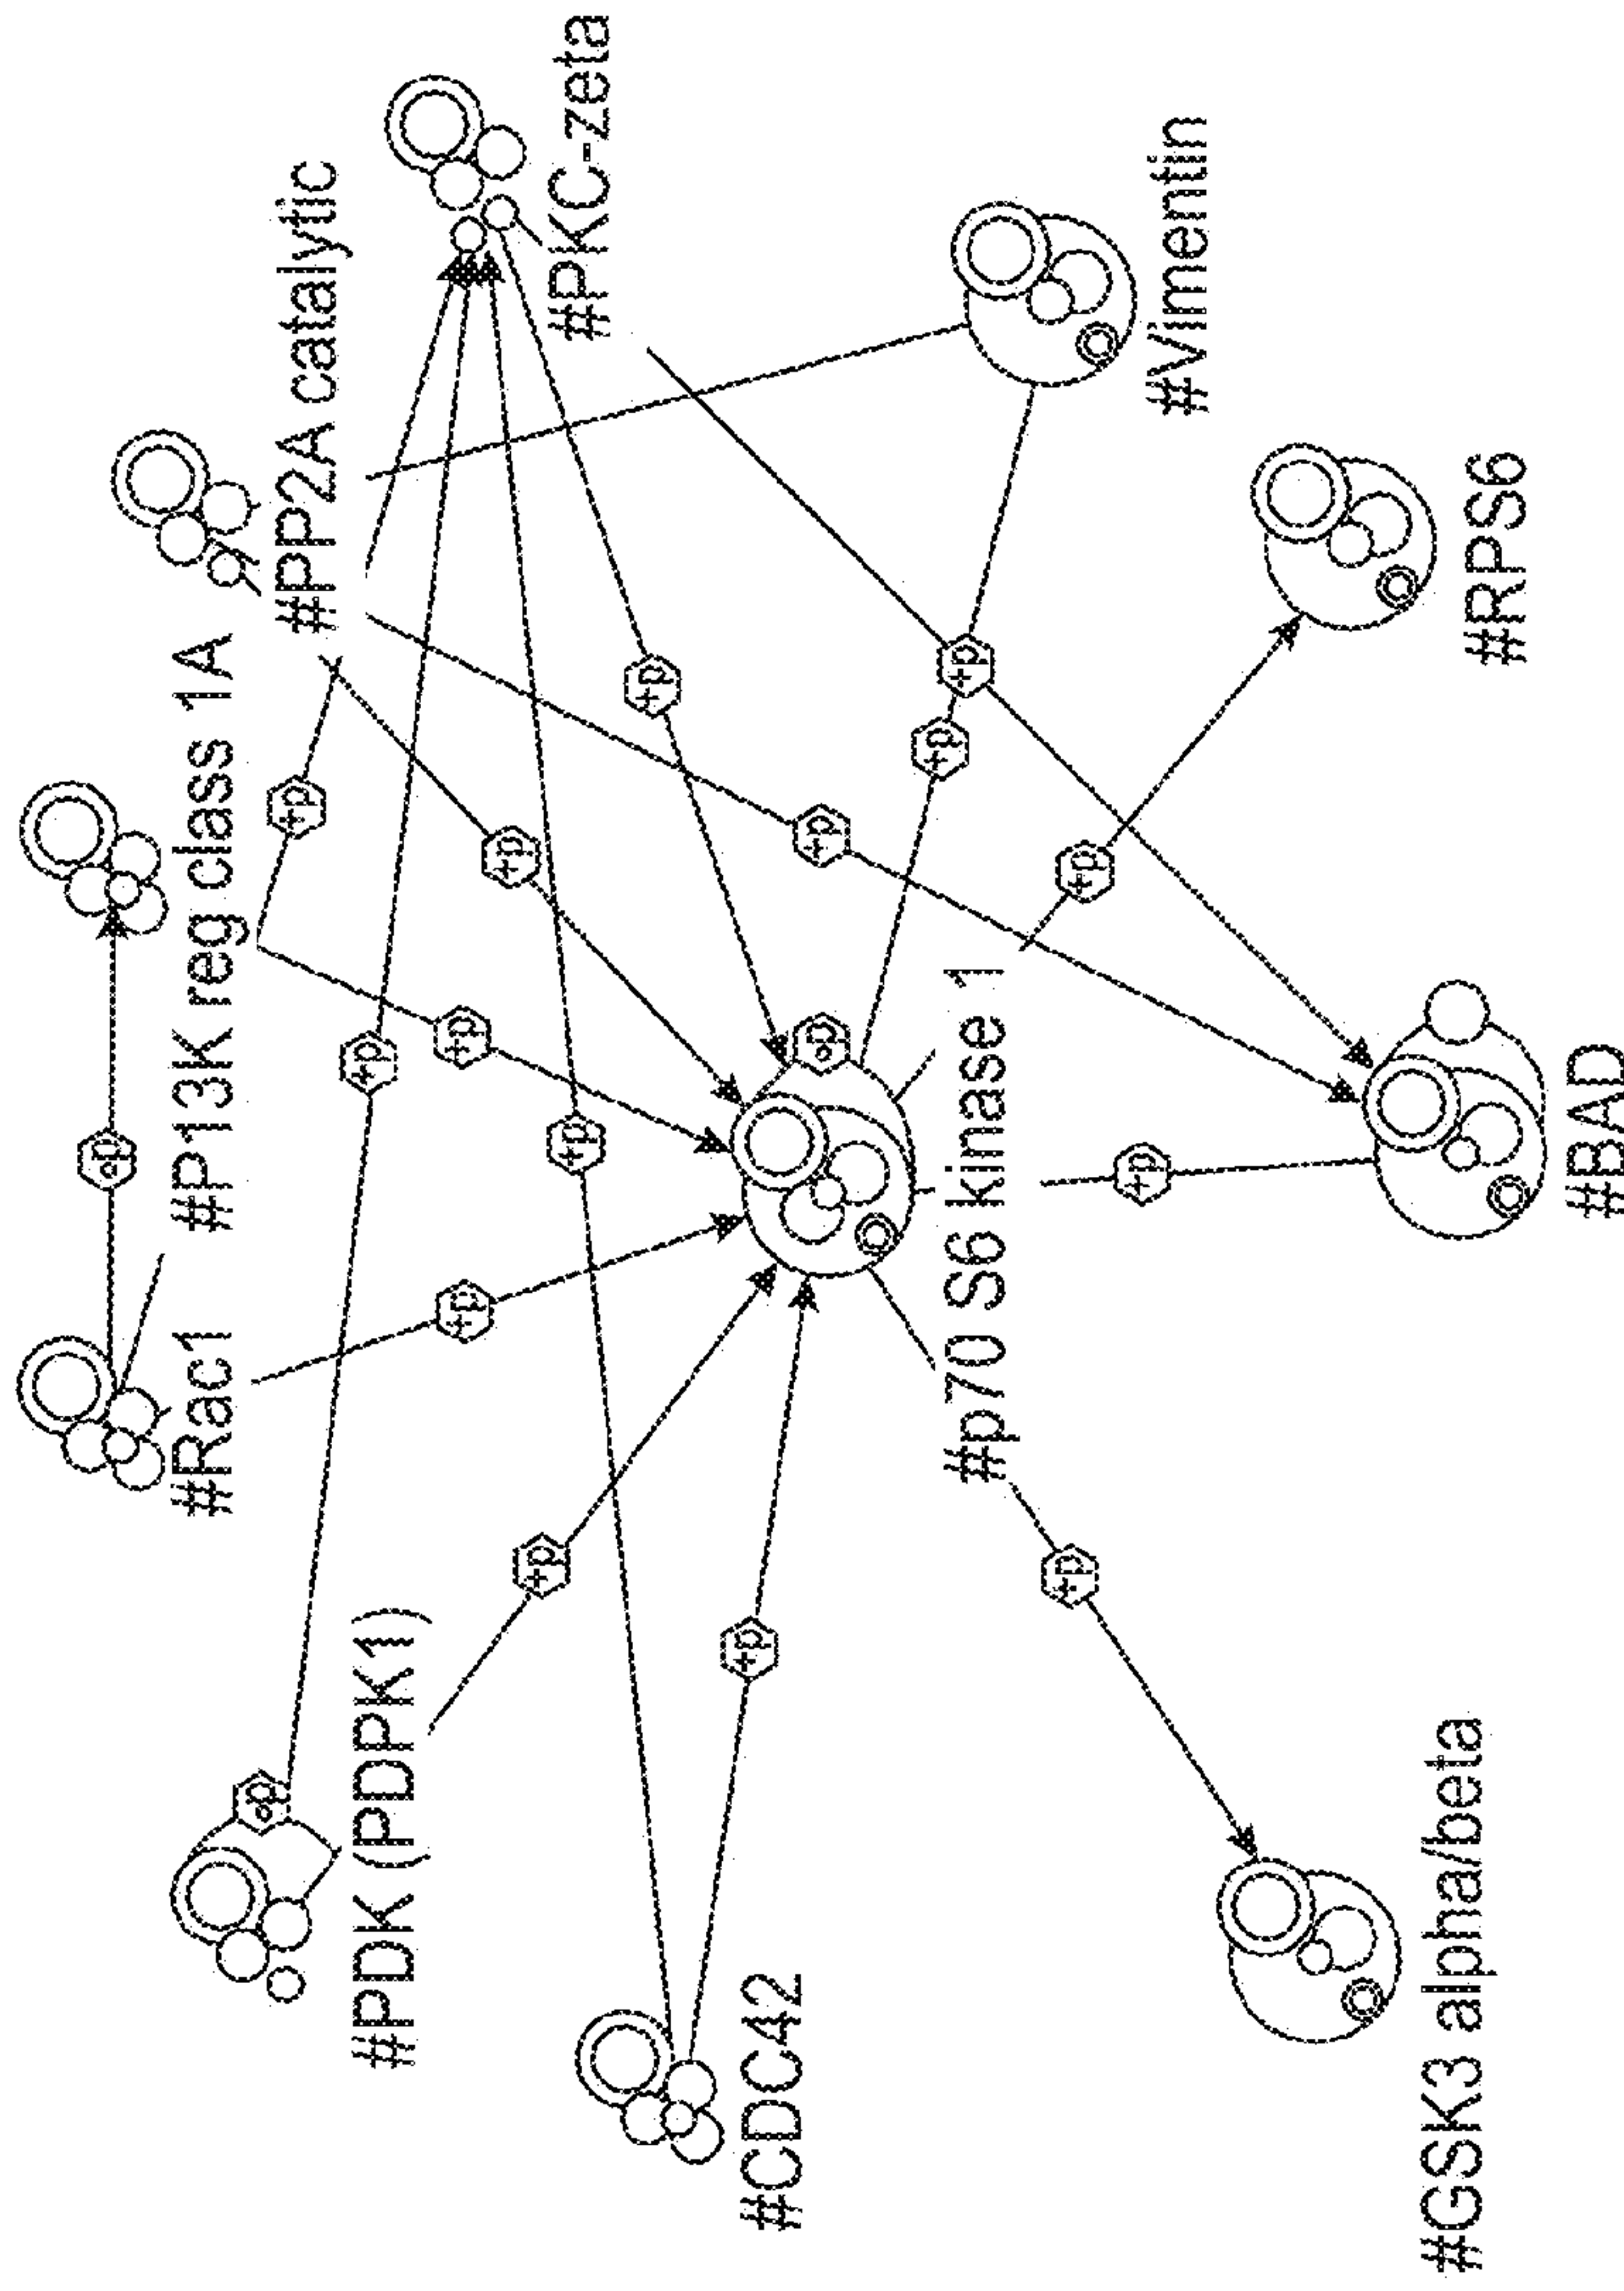 #Rac1
#P13K reg class 1A
+p
#PP2A catalytic
+p
#PDK (PDPK1)
+p
+p
+p
+p
+p
#PKC-zeta
+p
+p
#CDC42
+p
+p
+p
#p70 S6 kinase 1
+p
+p
+p
#Vimentin
#GSK3 alpha/beta
#RPS6
#BAD